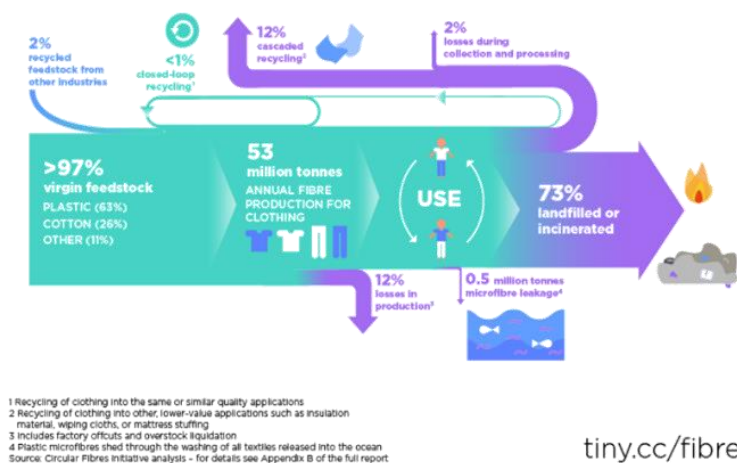 2%
recycled
feedstock from
other industries
<1%
closed-loop
recycling¹
12%
cascaded
recycling²
2%
losses during
collection and processing
>97%
virgin feedstock
PLASTIC (63%)
COTTON (26%)
OTHER (11%)
53
million tonnes
ANNUAL FIBRE
PRODUCTION FOR
CLOTHING
USE
73%
landfilled or
incinerated
12%
losses in
production³
0.5 million tonnes
microfibre leakage⁴
1 Recycling of clothing into the same or similar quality applications
2 Recycling of clothing into other, lower-value applications such as insulation
material, wiping cloths, or mattress stuffing
3 Includes factory offcuts and overstock liquidation
4 Plastic microfibres shed through the washing of all textiles released into the ocean
Source: Circular Fibres Initiative analysis – for details see Appendix B of the full report
tiny.cc/fibre